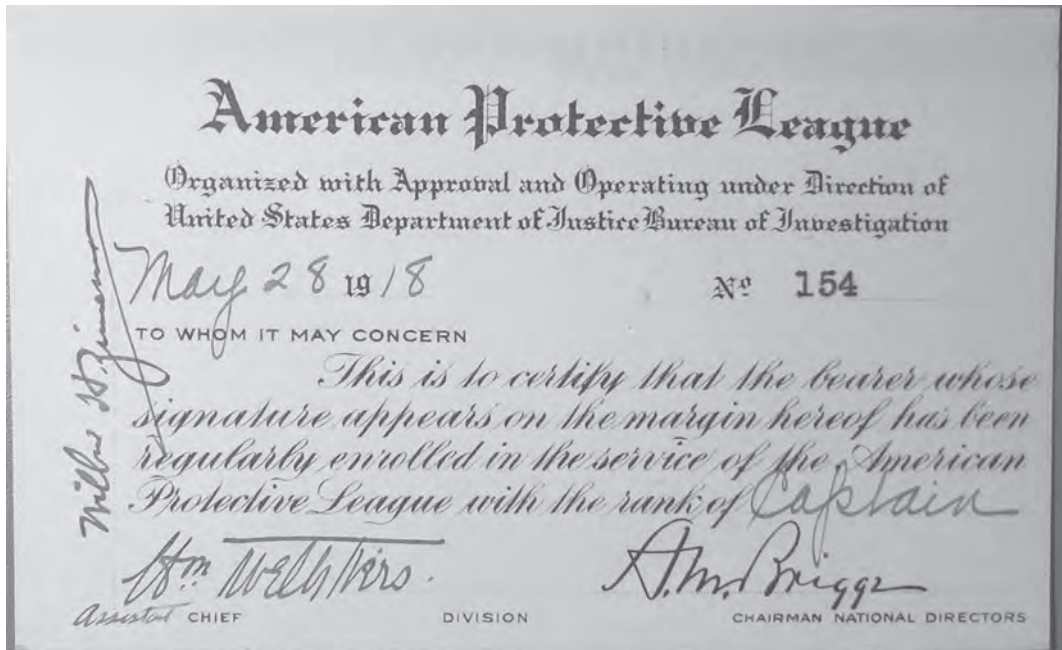 American Protective League
Organized with Approval and Operating under Direction of
United States Department of Justice Bureau of Investigation
May 28 1918 Nº 154
TO WHOM IT MAY CONCERN
This is to certify that the bearer whose
signature appears on the margin hereof has been
regularly enrolled in the service of the American
Protective League with the rank of Captain
A. M. Briggs
Assistant CHIEF DIVISION CHAIRMAN NATIONAL DIRECTORS